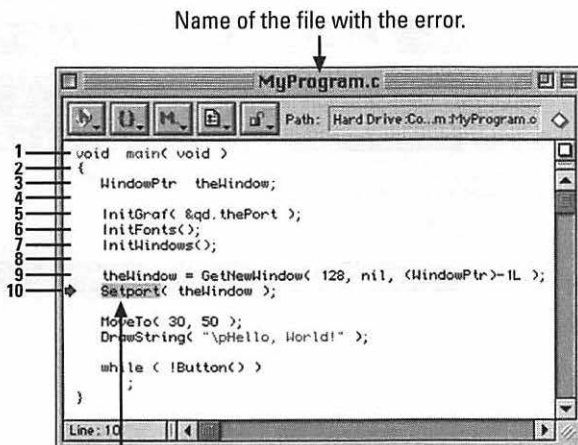 Name of the file with the error.
MyProgram.c
Path: Hard Drive:Co...m:MyProgram.c
1 void main( void )
2 {
3 WindowPtr theWindow;
4
5 InitGraf( &qd.thePort );
6 InitFonts();
7 InitWindows();
8
9 theWindow = GetNewWindow( 128, nil, (WindowPtr)-1L );
10 Setport( theWindow );
MoveTo( 30, 50 );
DrawString( "\pHello, World!" );
while ( !Button() )
;
}
Line: 10